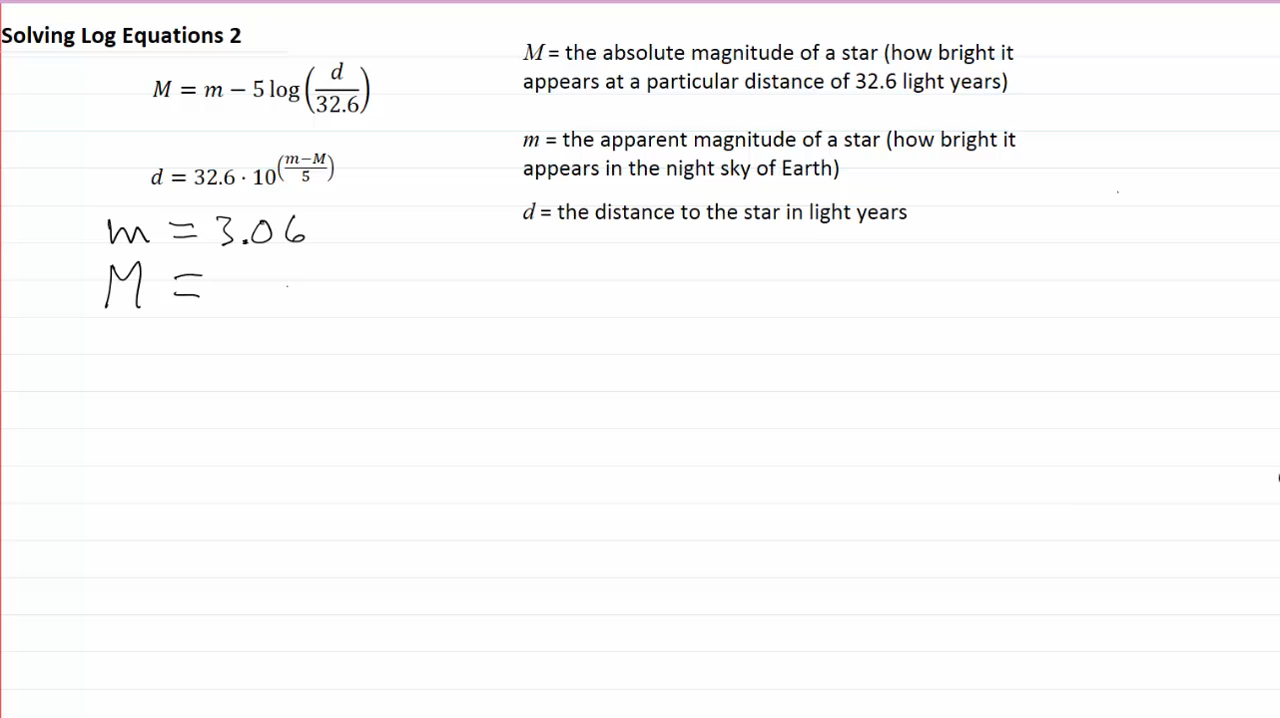 Solving Log Equations 2
M = m − 5 log(d/32.6)
d = 32.6 · 10^((m−M)/5)
m = 3.06
M =
M = the absolute magnitude of a star (how bright it
appears at a particular distance of 32.6 light years)
m = the apparent magnitude of a star (how bright it
appears in the night sky of Earth)
d = the distance to the star in light years